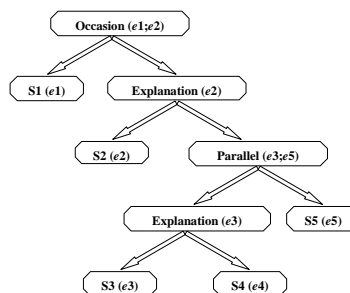 Occasion (e1;e2)
S1 (e1)
Explanation (e2)
S2 (e2)
Parallel (e3;e5)
Explanation (e3)
S5 (e5)
S3 (e3)
S4 (e4)